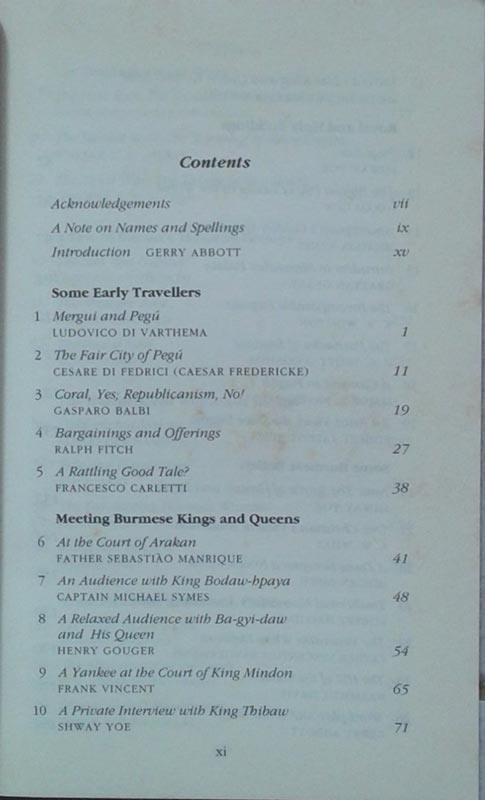 Contents
Acknowledgements vii
A Note on Names and Spellings ix
Introduction GERRY ABBOTT xv
Some Early Travellers
1 Mergui and Pegú
LUDOVICO DI VARTHEMA 1
2 The Fair City of Pegú
CESARE DI FEDRICI (CAESAR FREDERICKE) 11
3 Coral, Yes; Republicanism, No!
GASPARO BALBI 19
4 Bargainings and Offerings
RALPH FITCH 27
5 A Rattling Good Tale?
FRANCESCO CARLETTI 38
Meeting Burmese Kings and Queens
6 At the Court of Arakan
FATHER SEBASTIÃO MANRIQUE 41
7 An Audience with King Bodaw-hpaya
CAPTAIN MICHAEL SYMES 48
8 A Relaxed Audience with Ba-gyi-daw
and His Queen
HENRY GOUGER 54
9 A Yankee at the Court of King Mindon
FRANK VINCENT 65
10 A Private Interview with King Thibaw
SHWAY YOE 71
xi